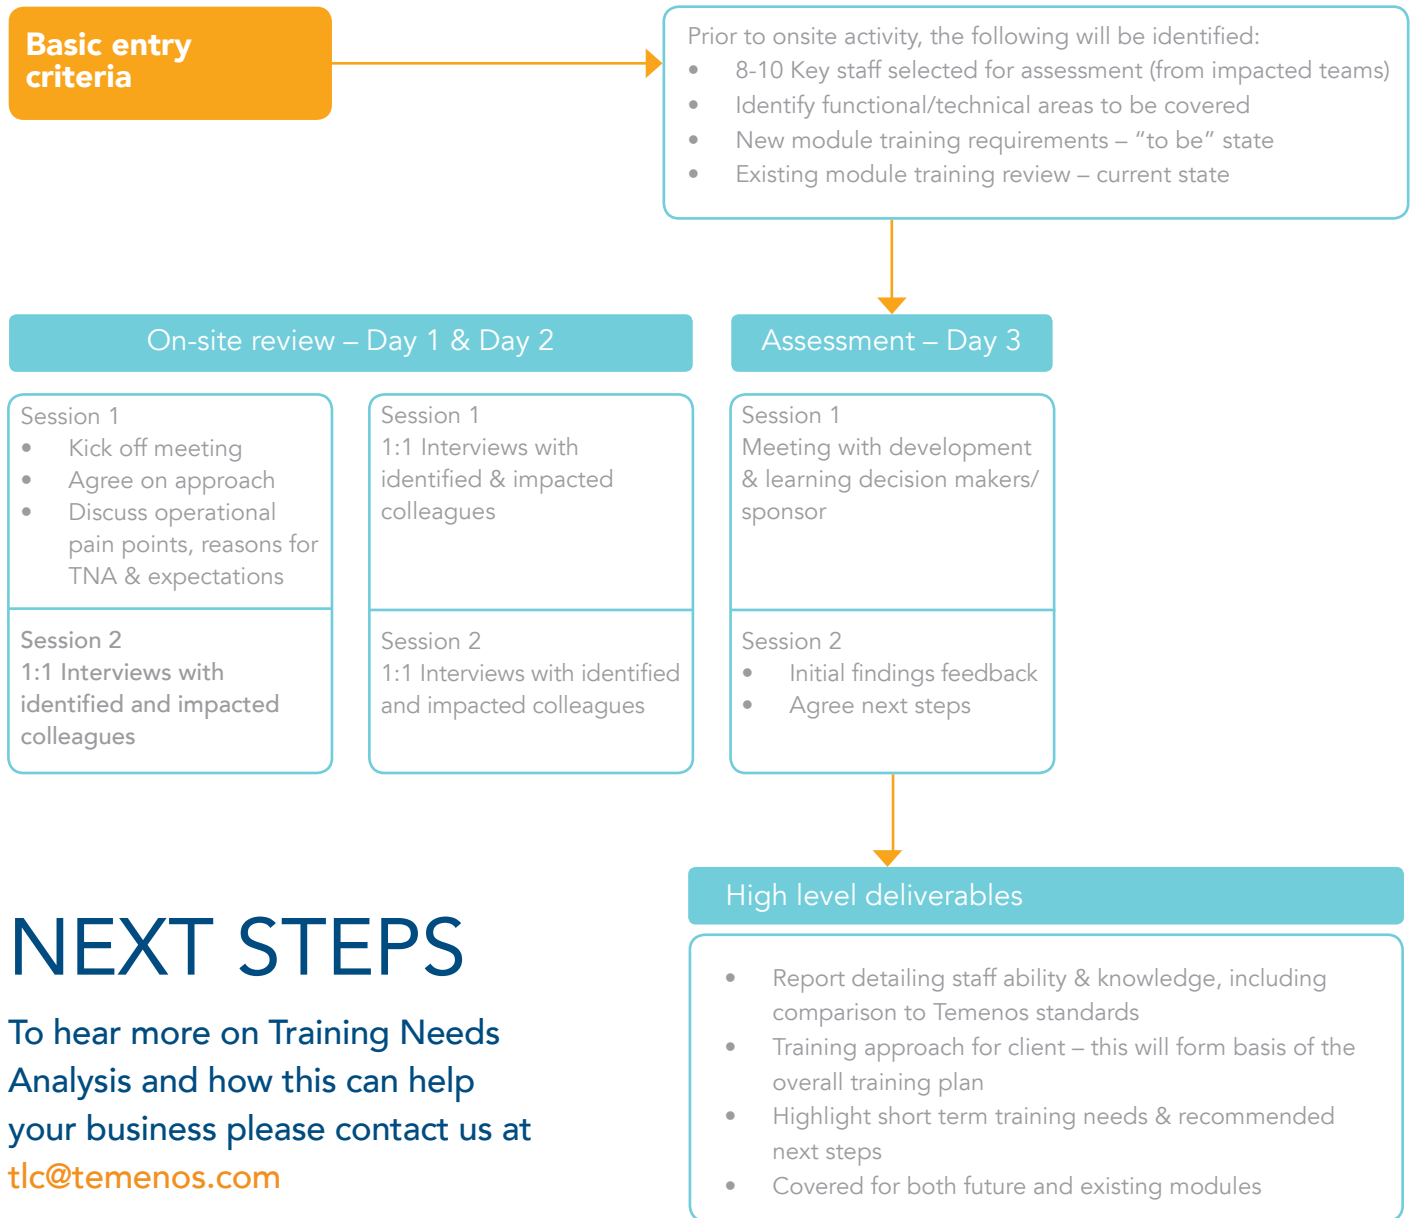 Basic entry
criteria
Prior to onsite activity, the following will be identified:
• 8-10 Key staff selected for assessment (from impacted teams)
• Identify functional/technical areas to be covered
• New module training requirements – “to be” state
• Existing module training review – current state
On-site review – Day 1 & Day 2
Session 1
• Kick off meeting
• Agree on approach
• Discuss operational
pain points, reasons for
TNA & expectations
Session 2
1:1 Interviews with
identified and impacted
colleagues
Session 1
1:1 Interviews with
identified & impacted
colleagues
Session 2
1:1 Interviews with identified
and impacted colleagues
Assessment – Day 3
Session 1
Meeting with development
& learning decision makers/
sponsor
Session 2
• Initial findings feedback
• Agree next steps
High level deliverables
• Report detailing staff ability & knowledge, including
comparison to Temenos standards
• Training approach for client – this will form basis of the
overall training plan
• Highlight short term training needs & recommended
next steps
• Covered for both future and existing modules
NEXT STEPS
To hear more on Training Needs
Analysis and how this can help
your business please contact us at
tlc@temenos.com